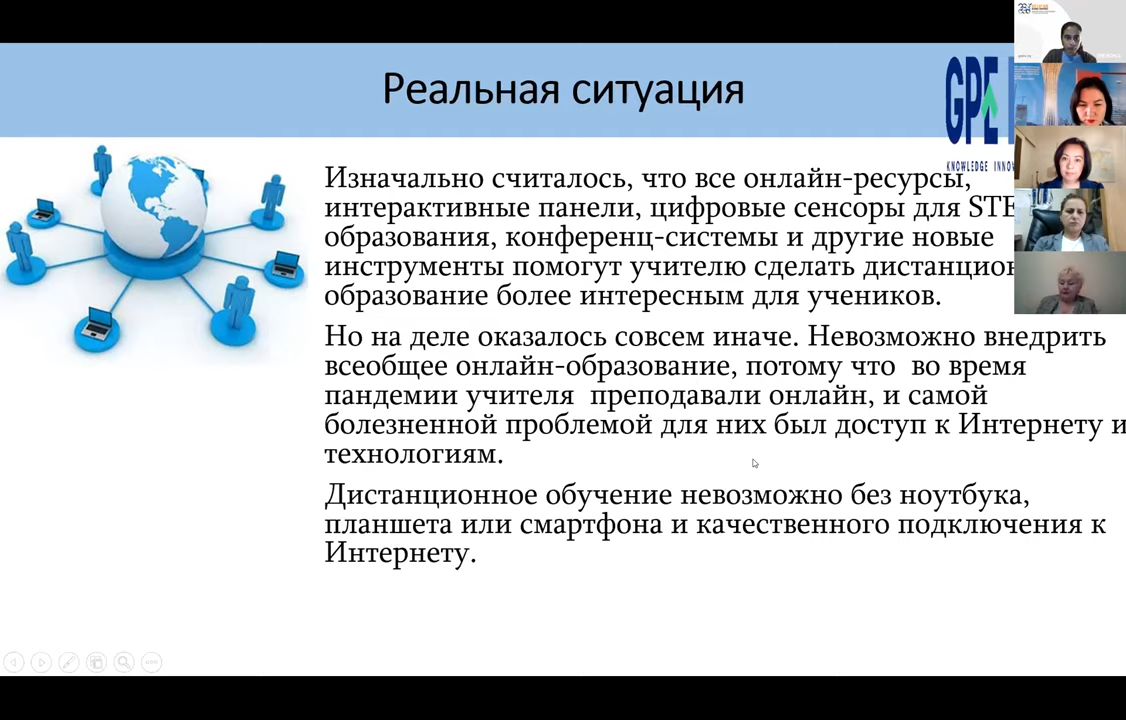 Реальная ситуация
GPE
KNOWLEDGE
Изначально считалось, что все онлайн-ресурсы,
интерактивные панели, цифровые сенсоры для
образования, конференц-системы и другие новые
инструменты помогут учителю сделать
образование более интересным для учеников.
Но на деле оказалось совсем иначе. Невозможно внедрить
всеобщее онлайн-образование, потому что во время
пандемии учителя преподавали онлайн, и самой
болезненной проблемой для них был доступ к Интернету и
технологиям.
Дистанционное обучение невозможно без ноутбука,
планшета или смартфона и качественного подключения к
Интернету.